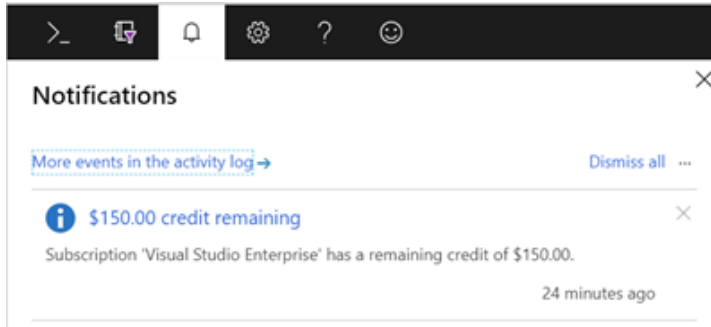 Notifications
More events in the activity log →
Dismiss all ...
$150.00 credit remaining
Subscription 'Visual Studio Enterprise' has a remaining credit of $150.00.
24 minutes ago